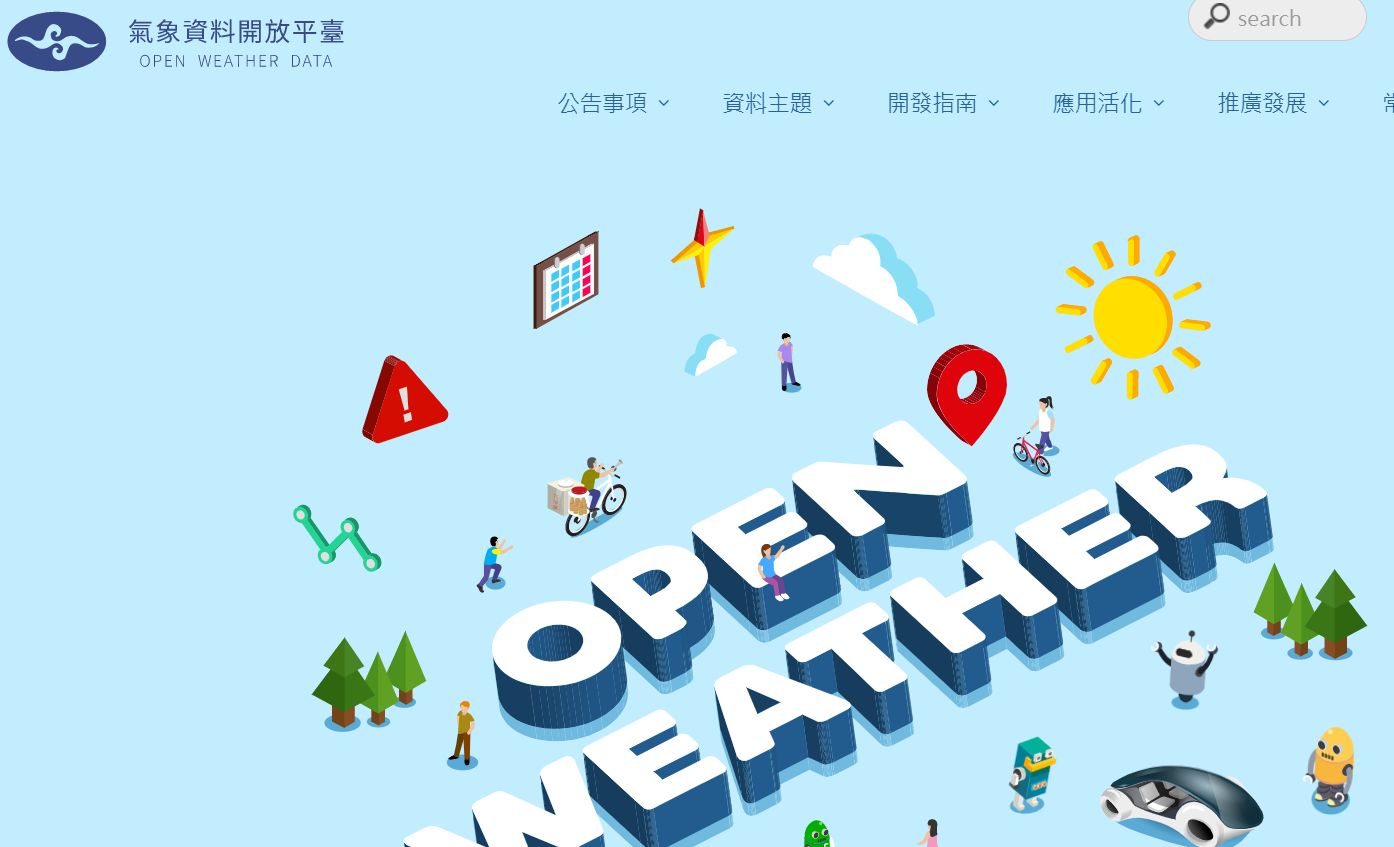 氣象資料開放平臺
OPEN WEATHER DATA
search
公告事項
資料主題
開發指南
應用活化
推廣發展
常
!
OPEN
WEATHER